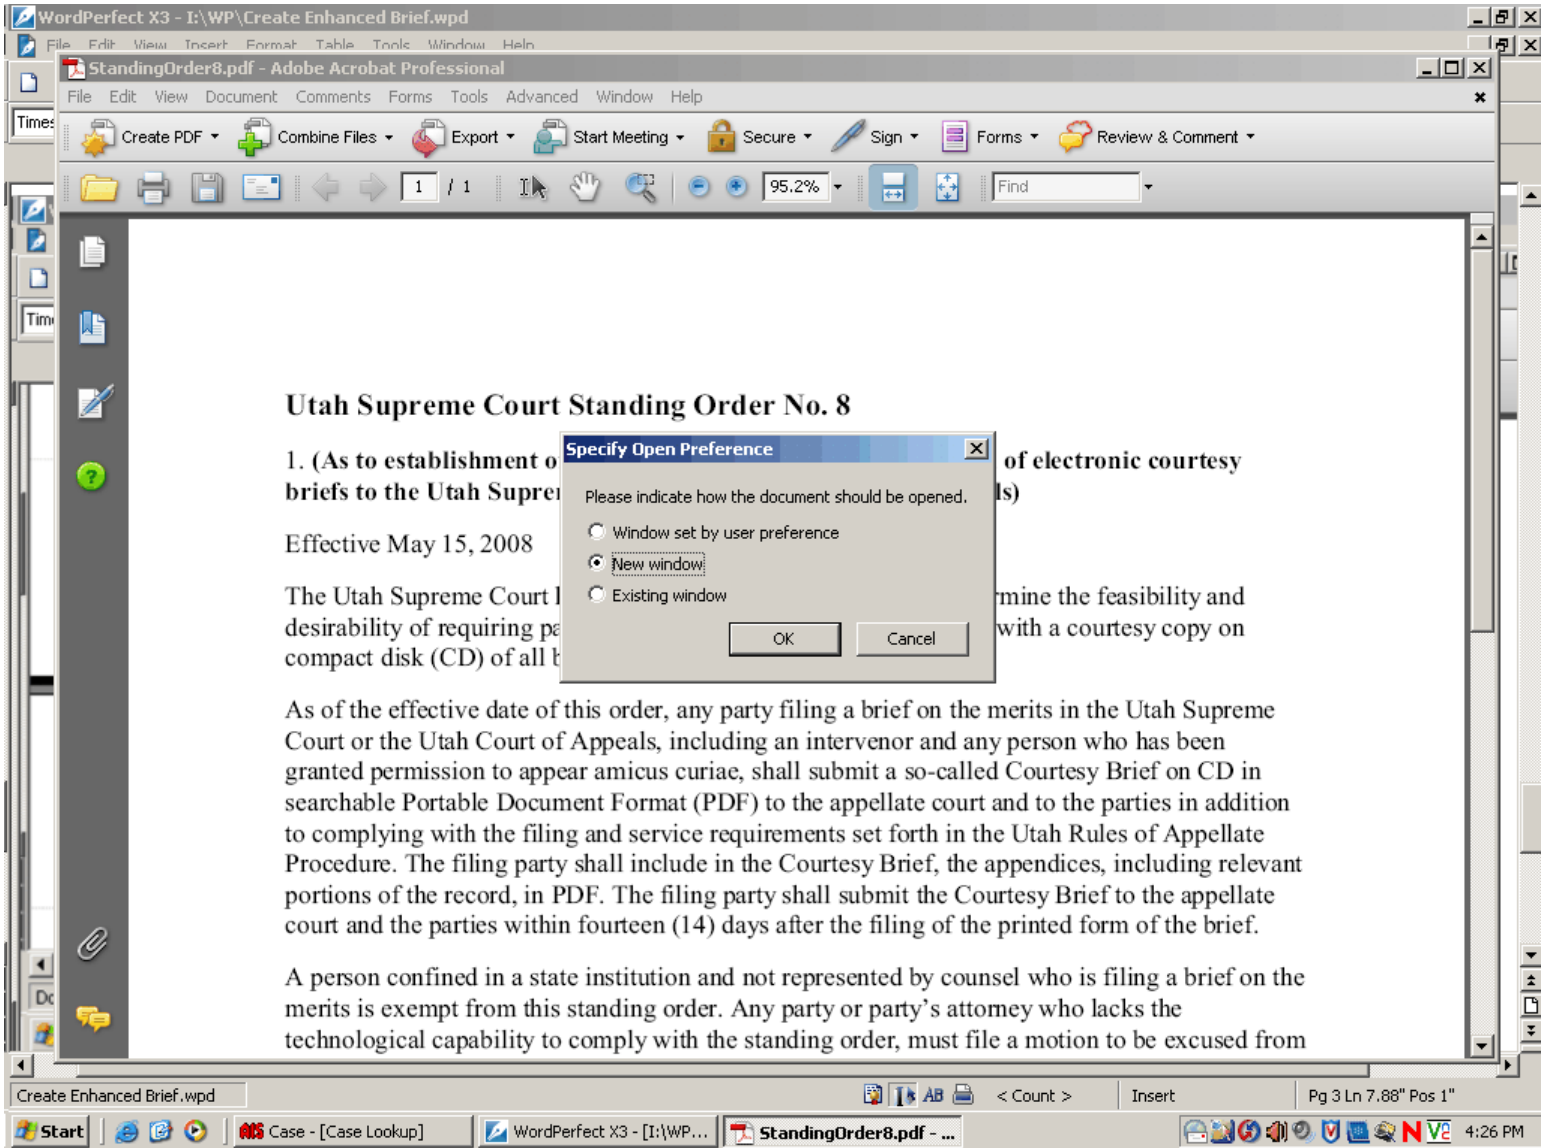 WordPerfect X3 - I:\WP\Create Enhanced Brief.wpd
File Edit View Insert Format Table Tools Window Help
StandingOrder8.pdf - Adobe Acrobat Professional
File Edit View Document Comments Forms Tools Advanced Window Help
Times
Create PDF Combine Files Export Start Meeting Secure Sign Forms Review & Comment
1 / 1 95.2% Find
Tim
Utah Supreme Court Standing Order No. 8
1. (As to establishment o of electronic courtesy
briefs to the Utah Supre ls)
Effective May 15, 2008
The Utah Supreme Court rmine the feasibility and
desirability of requiring pa with a courtesy copy on
compact disk (CD) of all b
Specify Open Preference
Please indicate how the document should be opened.
Window set by user preference
New window
Existing window
OK Cancel
As of the effective date of this order, any party filing a brief on the merits in the Utah Supreme
Court or the Utah Court of Appeals, including an intervenor and any person who has been
granted permission to appear amicus curiae, shall submit a so-called Courtesy Brief on CD in
searchable Portable Document Format (PDF) to the appellate court and to the parties in addition
to complying with the filing and service requirements set forth in the Utah Rules of Appellate
Procedure. The filing party shall include in the Courtesy Brief, the appendices, including relevant
portions of the record, in PDF. The filing party shall submit the Courtesy Brief to the appellate
court and the parties within fourteen (14) days after the filing of the printed form of the brief.
A person confined in a state institution and not represented by counsel who is filing a brief on the
merits is exempt from this standing order. Any party or party’s attorney who lacks the
technological capability to comply with the standing order, must file a motion to be excused from
Do
Create Enhanced Brief.wpd AB < Count > Insert Pg 3 Ln 7.88" Pos 1"
Start AIS Case - [Case Lookup] WordPerfect X3 - [I:\WP... StandingOrder8.pdf - ... N V2 4:26 PM